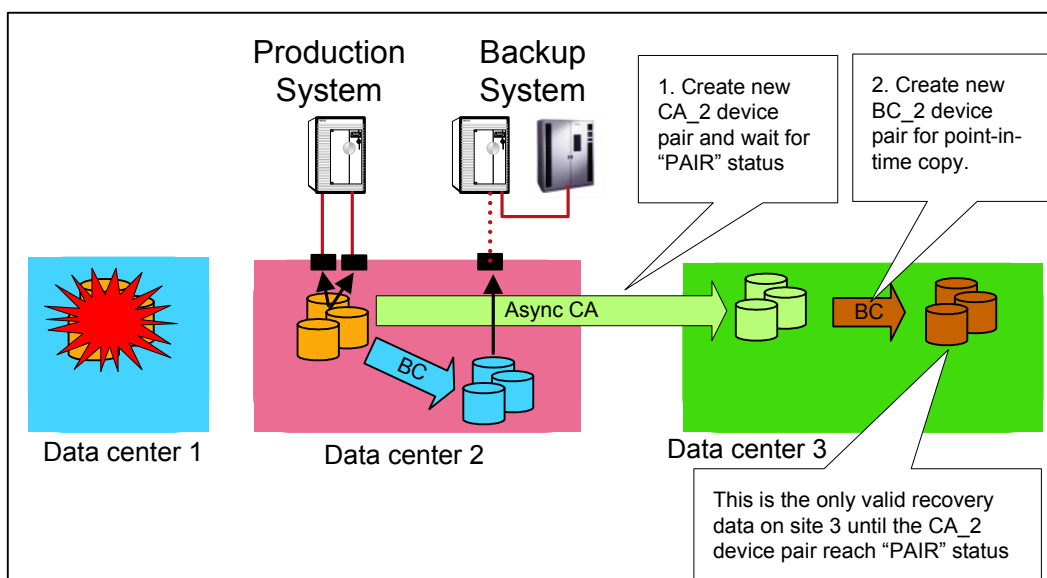 Production
System
Backup
System
1. Create new
CA_2 device
pair and wait for
“PAIR” status
2. Create new
BC_2 device
pair for point-in-
time copy.
Async CA
BC
BC
Data center 1
Data center 2
Data center 3
This is the only valid recovery
data on site 3 until the CA_2
device pair reach “PAIR” status